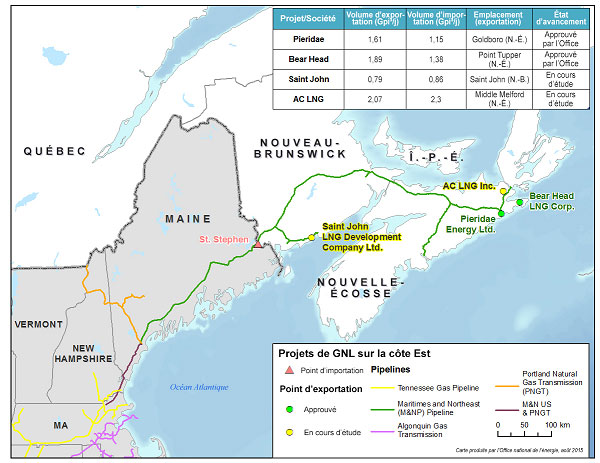 Projet/Société Volume d'expor-tation (Gpi³/j) Volume d'impor-tation (Gpi³/j) Emplacement (exportation) État d'avancement
Pieridae 1,61 1,15 Goldboro (N.-É.) Approuvé par l'Office
Bear Head 1,89 1,38 Point Tupper (N.-É.) Approuvé par l'Office
Saint John 0,79 0,86 Saint John (N.-B.) En cours d'étude
AC LNG 2,07 2,3 Middle Melford (N.-É.) En cours d'étude
QUÉBEC
NOUVEAU-
BRUNSWICK
Î.-P.-É.
MAINE
AC LNG Inc.
Bear Head
LNG Corp.
Pieridae
Energy Ltd.
St. Stephen
Saint John
LNG Development
Company Ltd.
NOUVELLE-
ÉCOSSE
VERMONT
NEW
HAMPSHIRE
Océan Atlantique
MA
Projets de GNL sur la côte Est
Point d'importation
Point d'exportation
Approuvé
En cours d'étude
Pipelines
Tennessee Gas Pipeline
Maritimes and Northeast
(M&NP) Pipeline
Algonquin Gas
Transmission
Portland Natural
Gas Transmission
(PNGT)
M&N US
& PNGT
0 50 100 km
Carte produite par l'Office national de l'énergie, août 2015